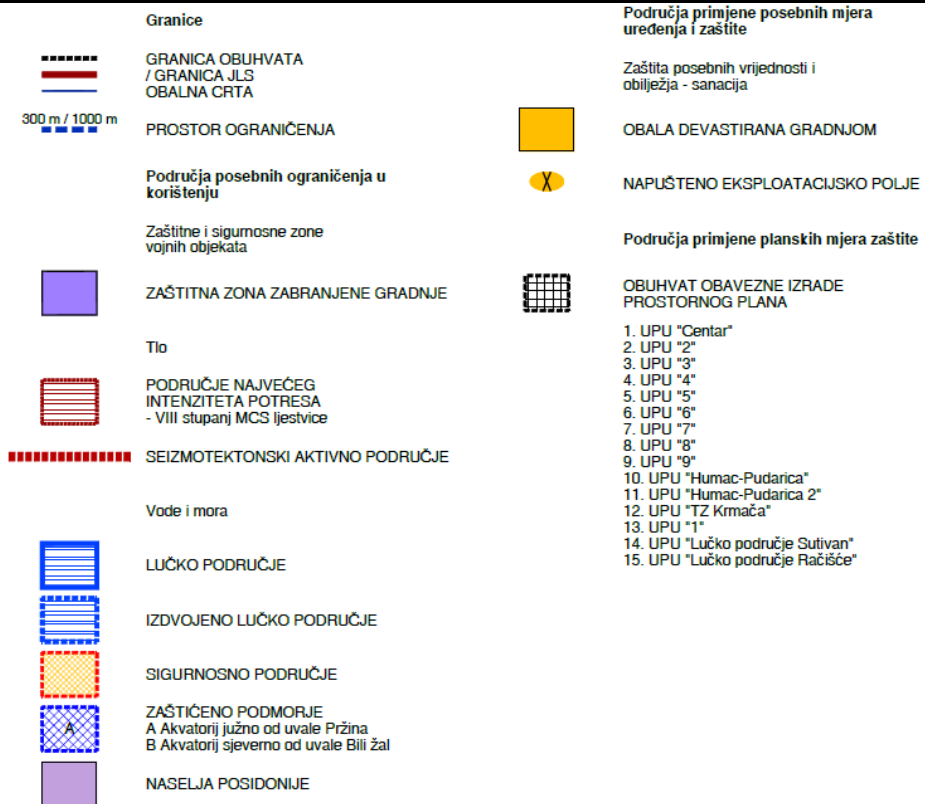 Granice
GRANICA OBUHVATA
/ GRANICA JLS
OBALNA CRTA
300 m / 1000 m
PROSTOR OGRANIČENJA
Područja posebnih ograničenja u
korištenju
Zaštitne i sigurnosne zone
vojnih objekata
ZAŠTITNA ZONA ZABRANJENE GRADNJE
Tlo
PODRUČJE NAJVEĆEG
INTENZITETA POTRESA
- VIII stupanj MCS ljestvice
SEIZMOTEKTONSKI AKTIVNO PODRUČJE
Vode i mora
LUČKO PODRUČJE
IZDVOJENO LUČKO PODRUČJE
SIGURNOSNO PODRUČJE
A
ZAŠTIĆENO PODMORJE
A Akvatorij južno od uvale Pržina
B Akvatorij sjeverno od uvale Bili žal
NASELJA POSIDONIJE
Područja primjene posebnih mjera
uređenja i zaštite
Zaštita posebnih vrijednosti i
obilježja - sanacija
OBALA DEVASTIRANA GRADNJOM
X
NAPUŠTENO EKSPLOATACIJSKO POLJE
Područja primjene planskih mjera zaštite
OBUHVAT OBAVEZNE IZRADE
PROSTORNOG PLANA
1. UPU "Centar"
2. UPU "2"
3. UPU "3"
4. UPU "4"
5. UPU "5"
6. UPU "6"
7. UPU "7"
8. UPU "8"
9. UPU "9"
10. UPU "Humac-Pudarica"
11. UPU "Humac-Pudarica 2"
12. UPU "TZ Krmača"
13. UPU "1"
14. UPU "Lučko područje Sutivan"
15. UPU "Lučko područje Račišće"